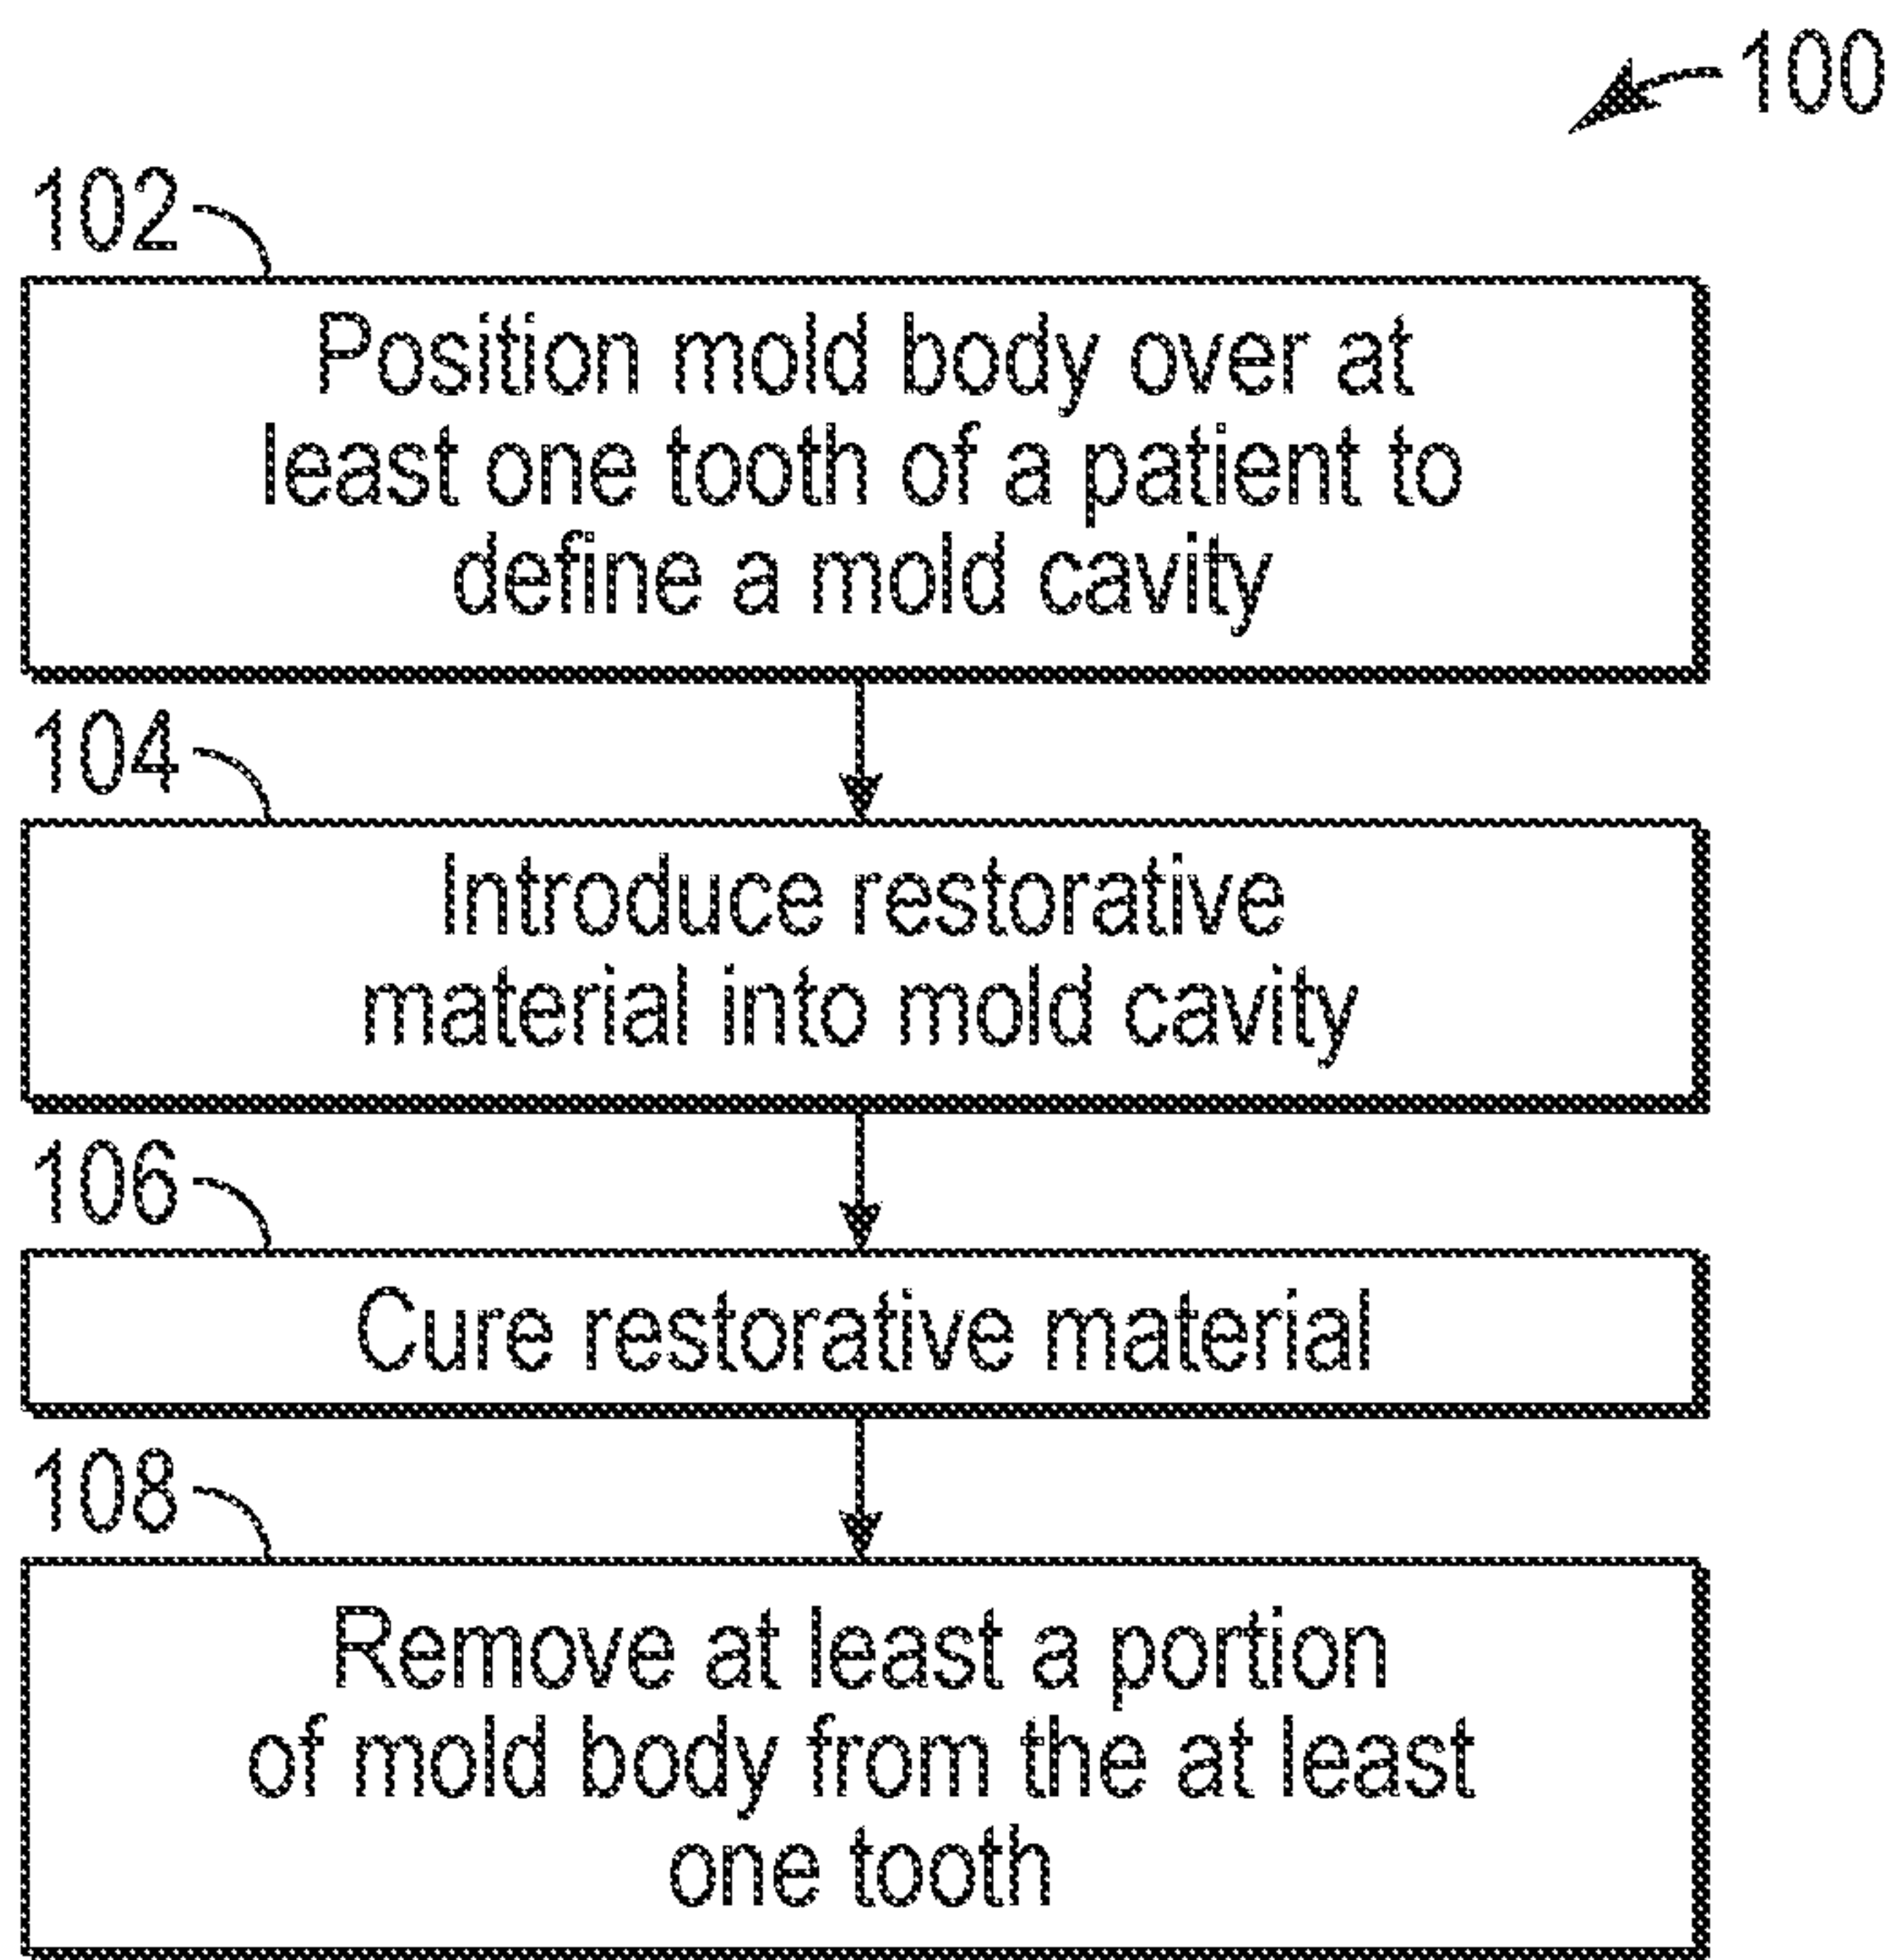 100
102
Position mold body over at
least one tooth of a patient to
define a mold cavity
104
Introduce restorative
material into mold cavity
106
Cure restorative material
108
Remove at least a portion
of mold body from the at least
one tooth